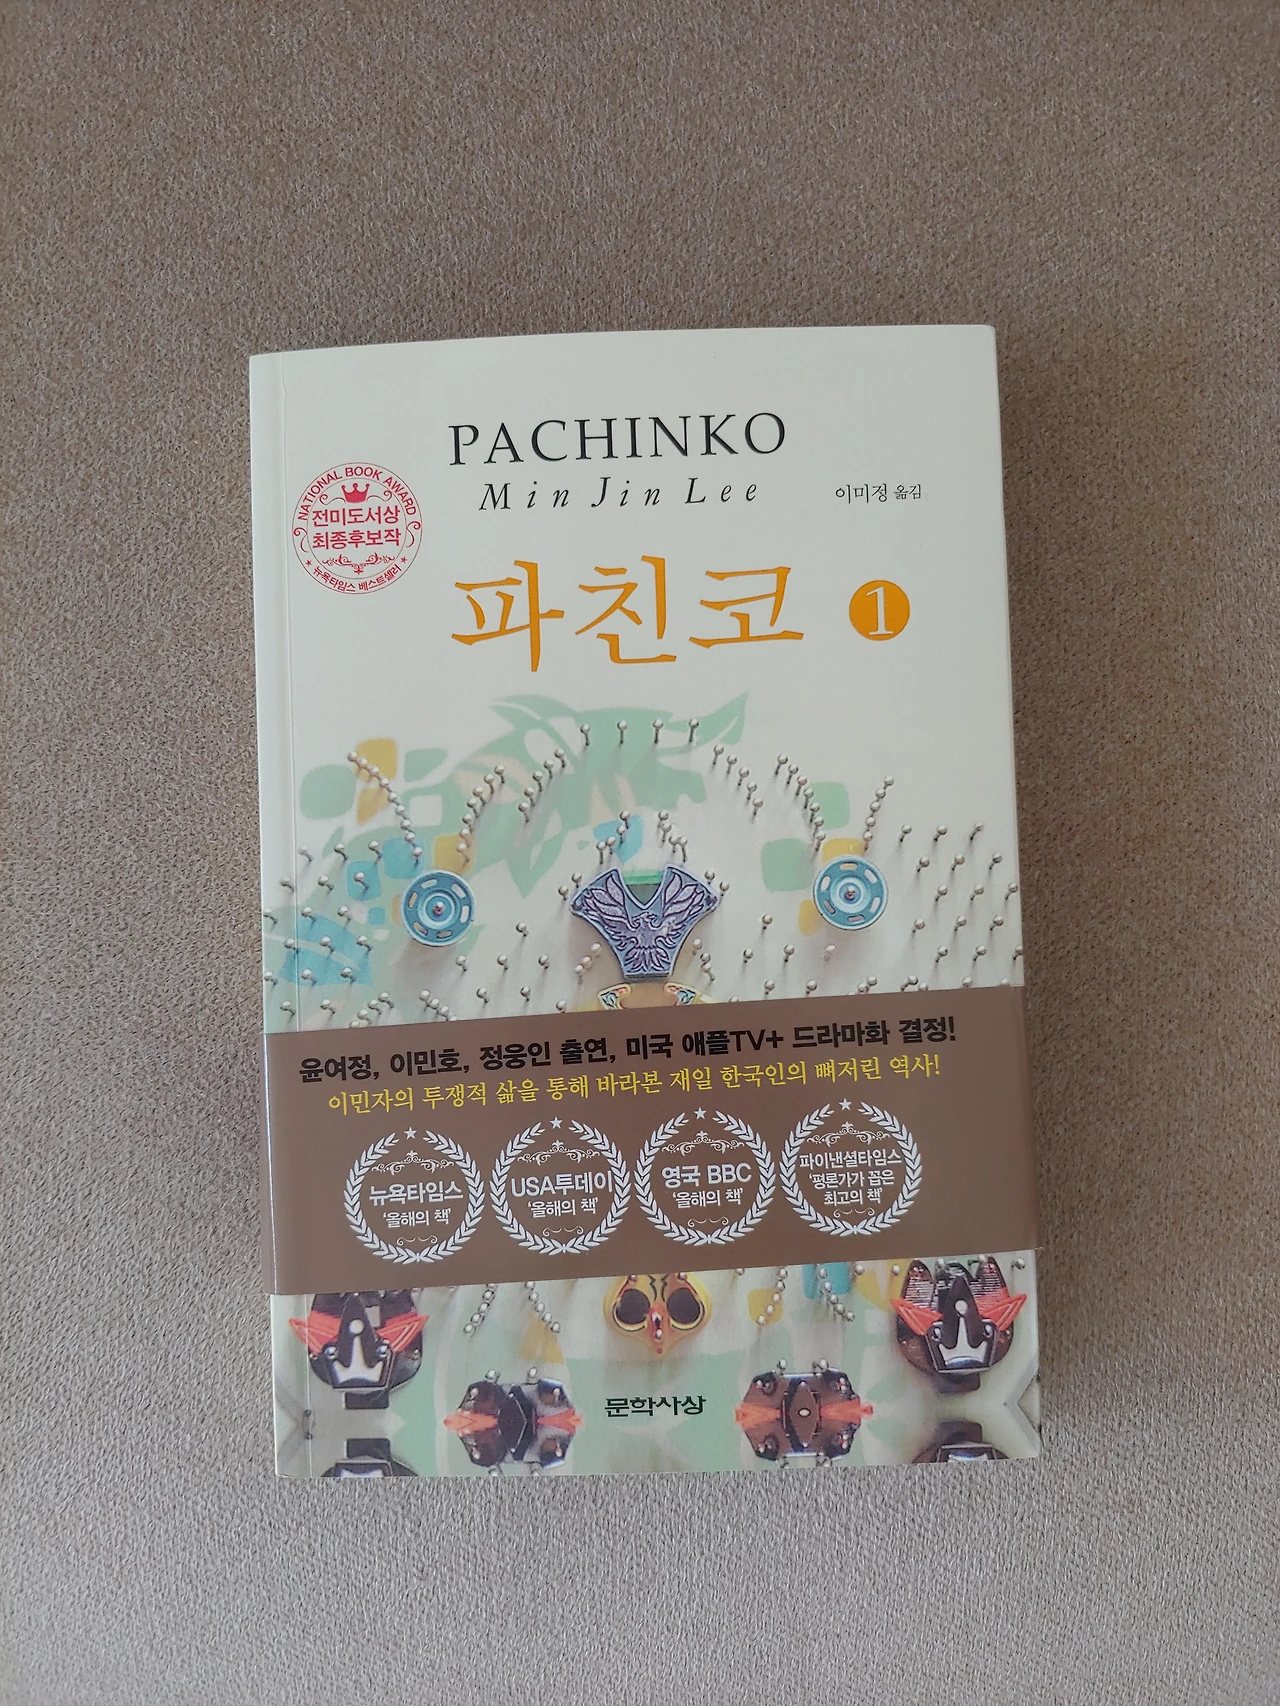 PACHINKO
Min Jin Lee
이미정 옮김
NATIONAL BOOK AWARD
전미도서상
최종후보작
뉴욕타임스 베스트셀러
파친코 1
윤여정, 이민호, 정웅인 출연, 미국 애플TV+ 드라마화 결정!
이민자의 투쟁적 삶을 통해 바라본 재일 한국인의 뼈저린 역사!
뉴욕타임스
'올해의 책'
USA투데이
'올해의 책'
영국 BBC
'올해의 책'
파이낸셜타임스
'평론가가 꼽은
최고의 책'
문학사상